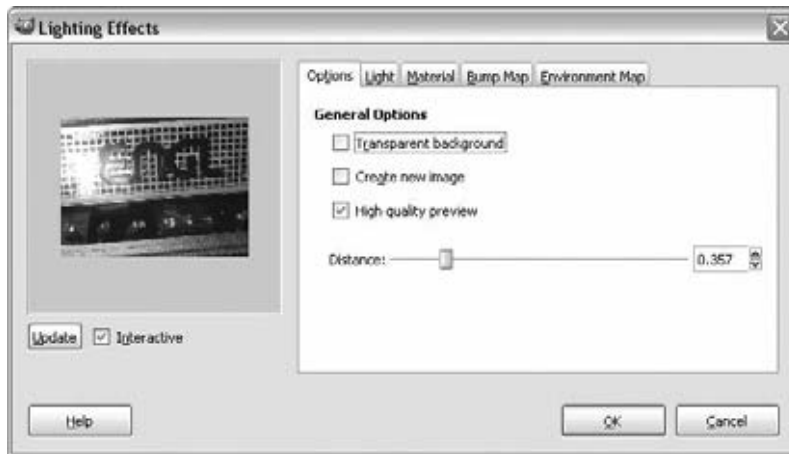 Lighting Effects
Options Light Material Bump Map Environment Map
General Options
Transparent background
Create new image
High quality preview
Distance: 0.357
Update Interactive
Help OK Cancel